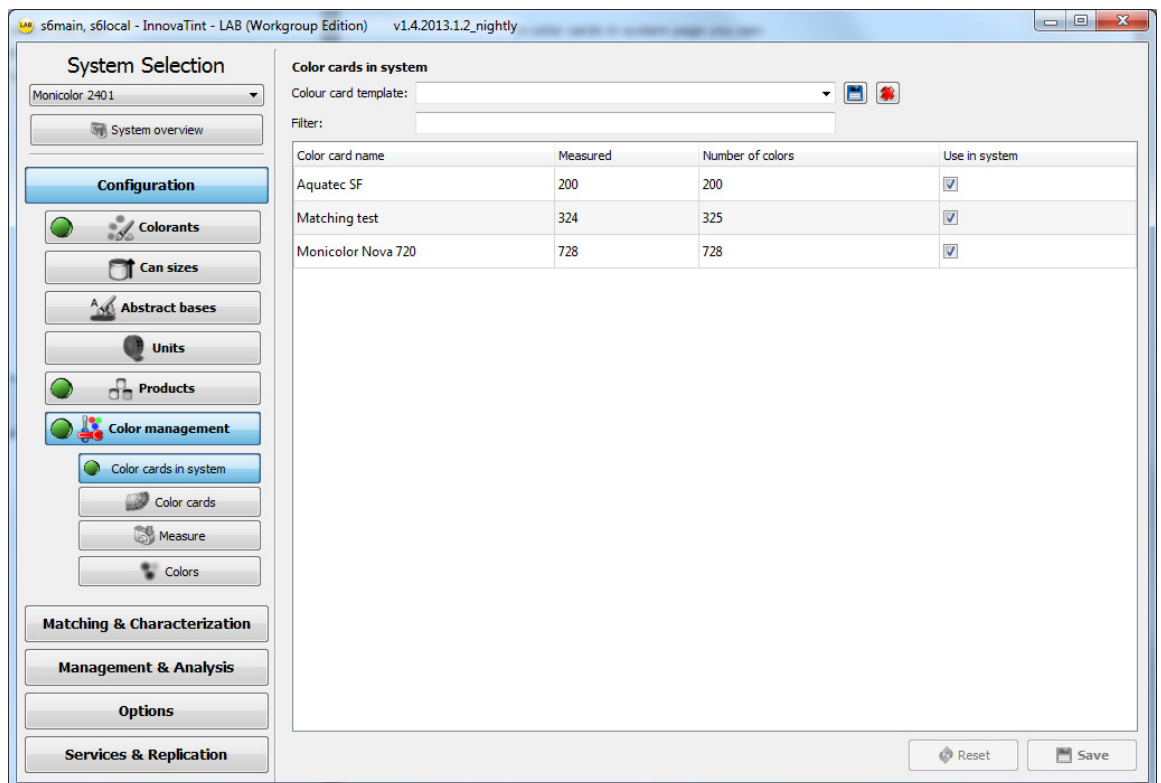 LAB s6main, s6local - InnovaTint - LAB (Workgroup Edition) v1.4.2013.1.2_nightly
System Selection
Monicolor 2401
System overview
Configuration
Colorants
Can sizes
A Abstract bases
Units
Products
Color management
Color cards in system
Color cards
Measure
Colors
Matching & Characterization
Management & Analysis
Options
Services & Replication
Color cards in system
Colour card template:
Filter:
Color card name Measured Number of colors Use in system
Aquatec SF 200 200
Matching test 324 325
Monicolor Nova 720 728 728
Reset Save